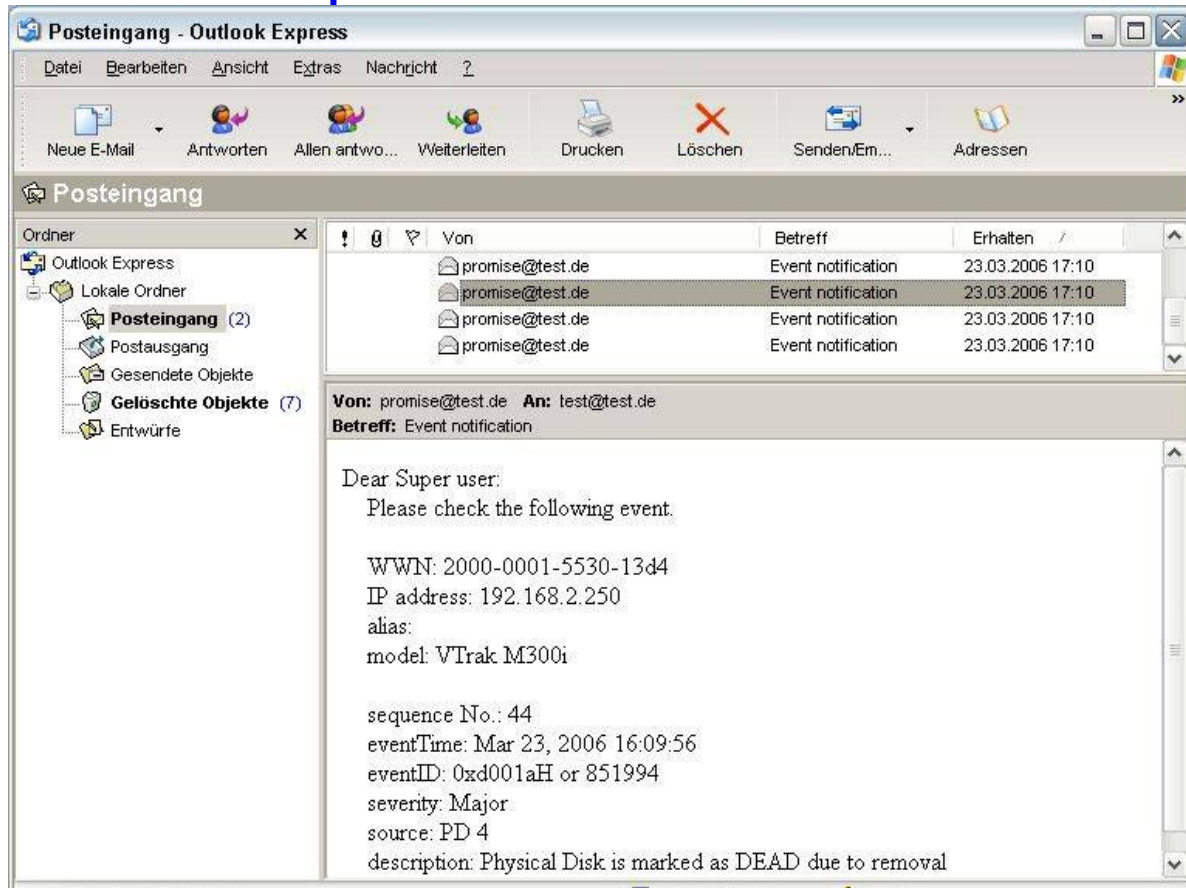 Posteingang - Outlook Express
Datei Bearbeiten Ansicht Extras Nachricht ?
Neue E-Mail Antworten Allen antwo... Weiterleiten Drucken Löschen Senden/Em... Adressen »
Posteingang
Ordner
Outlook Express
Lokale Ordner
Posteingang (2)
Postausgang
Gesendete Objekte
Gelöschte Objekte (7)
Entwürfe
! Von Betreff Erhalten
promise@test.de Event notification 23.03.2006 17:10
promise@test.de Event notification 23.03.2006 17:10
promise@test.de Event notification 23.03.2006 17:10
promise@test.de Event notification 23.03.2006 17:10
Von: promise@test.de An: test@test.de
Betreff: Event notification
Dear Super user:
Please check the following event.
WWN: 2000-0001-5530-13d4
IP address: 192.168.2.250
alias:
model: VTrak M300i
sequence No.: 44
eventTime: Mar 23, 2006 16:09:56
eventID: 0xd001aH or 851994
severity: Major
source: PD 4
description: Physical Disk is marked as DEAD due to removal